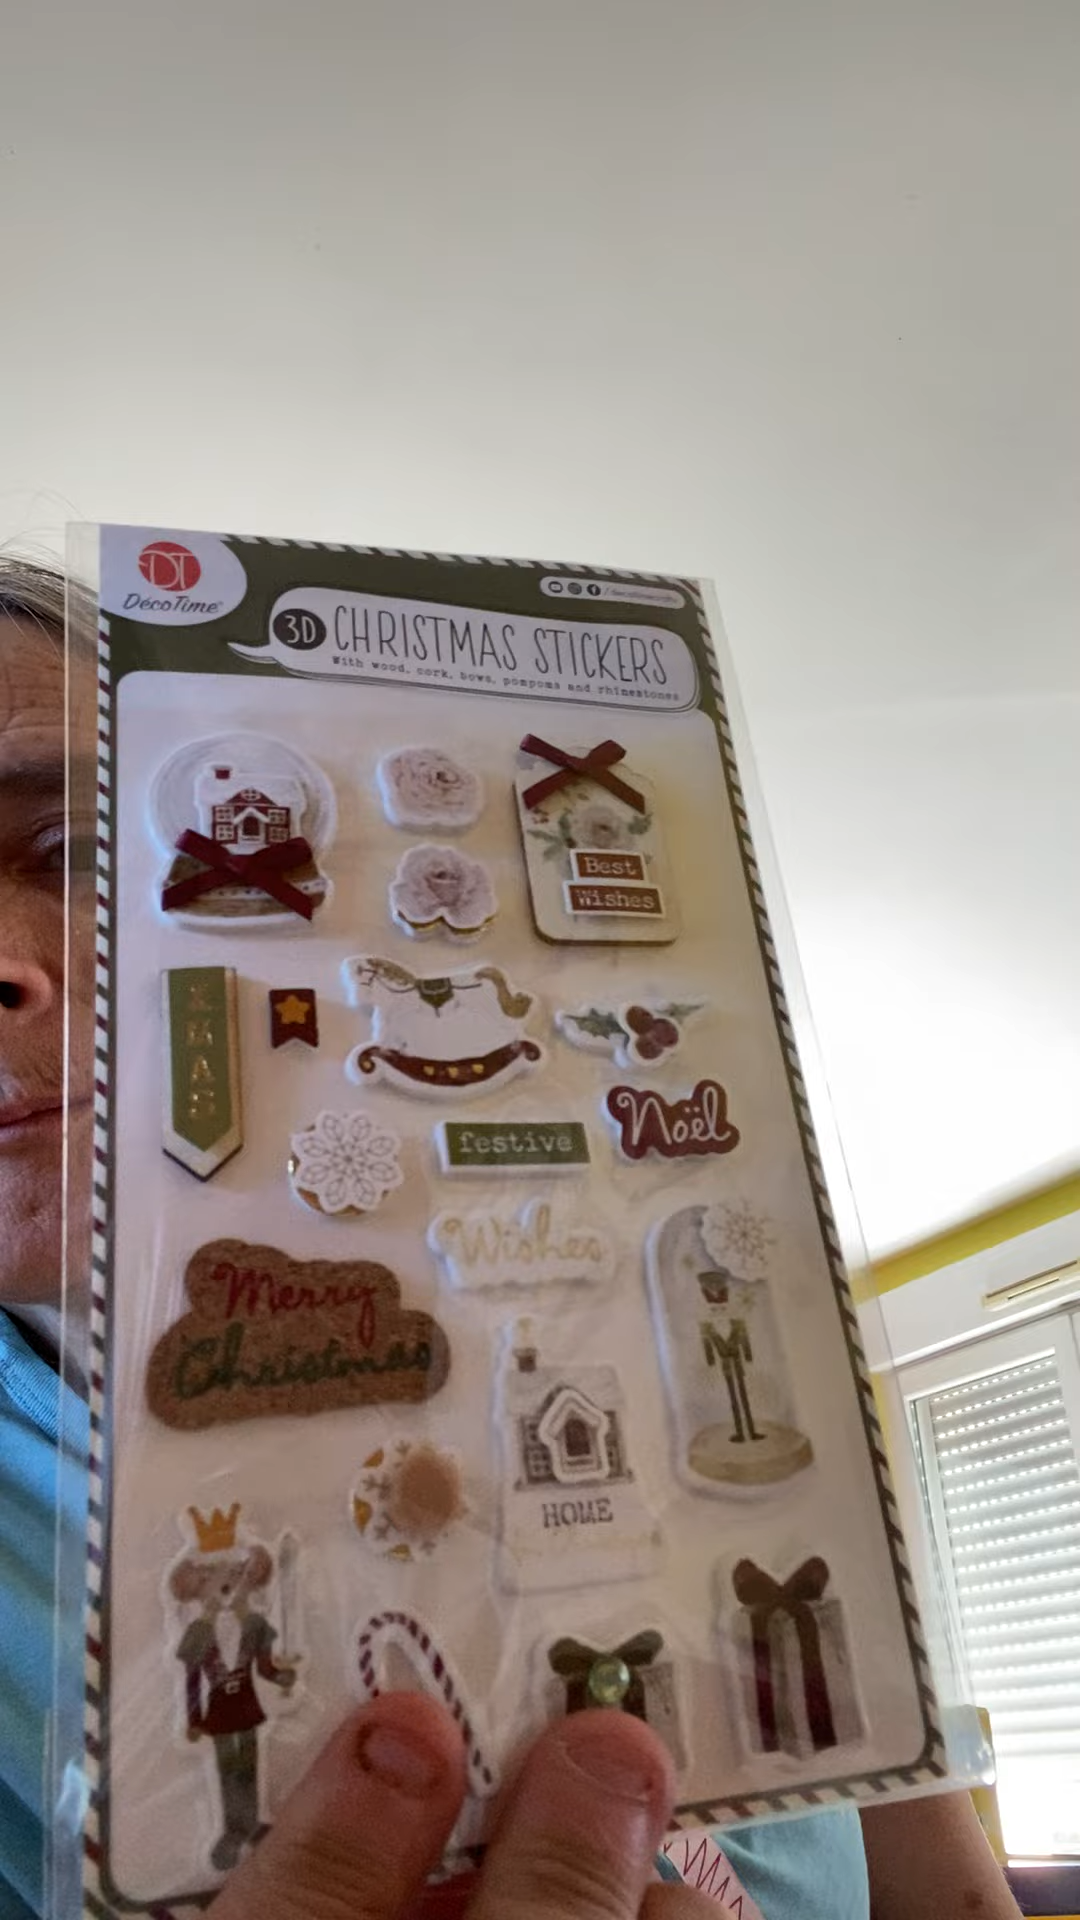 DT
DécoTime
3D CHRISTMAS STICKERS
With wood, cork, bows, pompoms and rhinestones
Best
Wishes
XMAS
festive
Noël
Wishes
Merry
Christmas
HOME